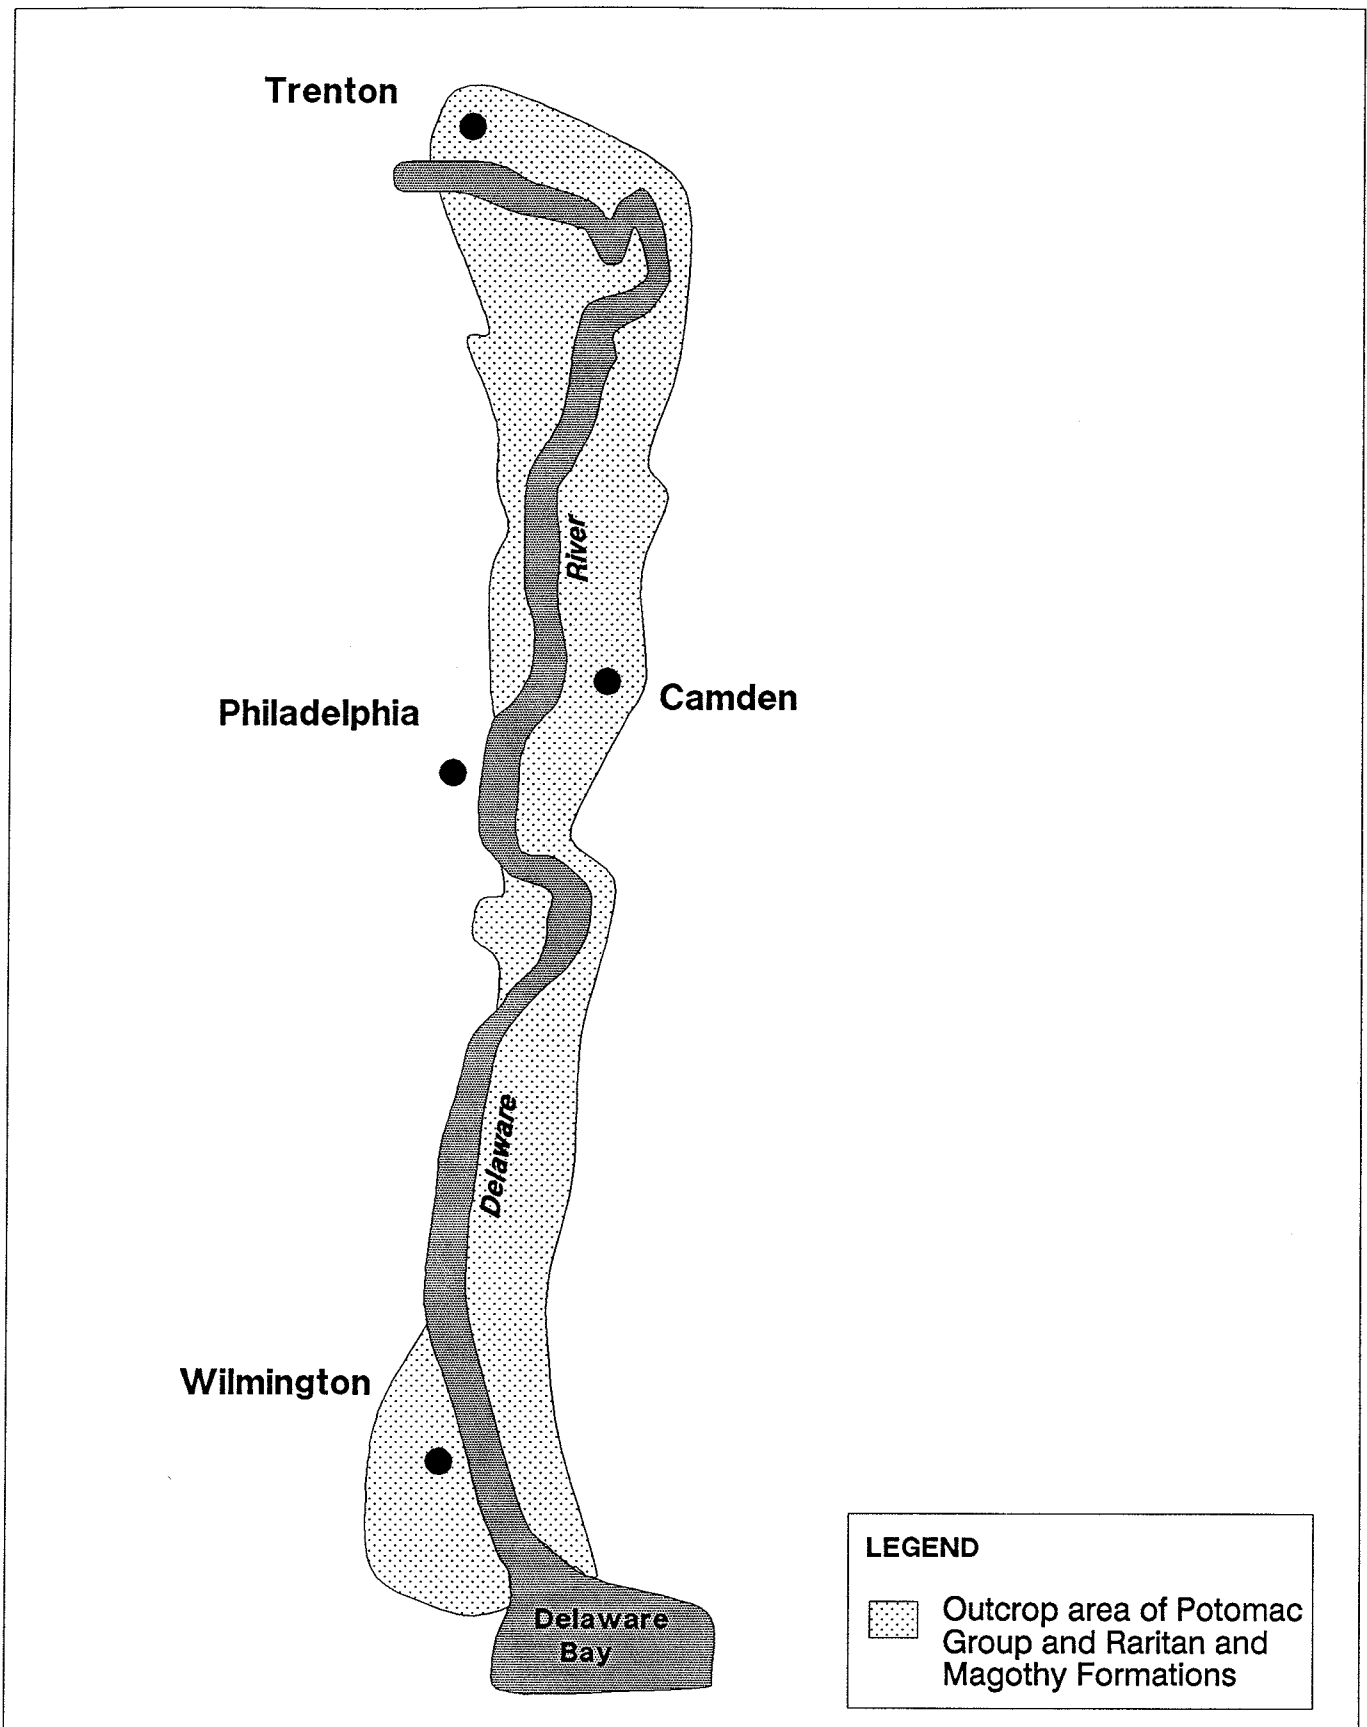 Trenton
River
Camden
Philadelphia
Delaware
Wilmington
Delaware
Bay
LEGEND
Outcrop area of Potomac
Group and Raritan and
Magothy Formations